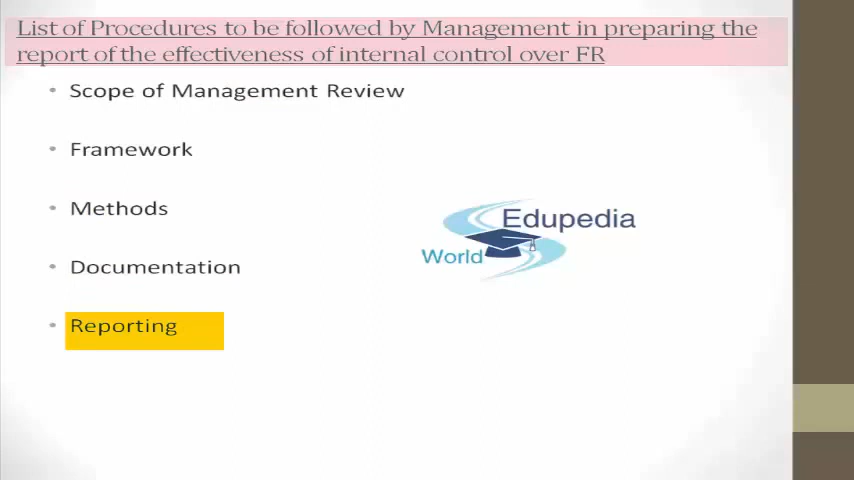 List of Procedures to be followed by Management in preparing the
report of the effectiveness of internal control over FR
• Scope of Management Review
• Framework
• Methods
• Documentation
• Reporting
Edupedia
World